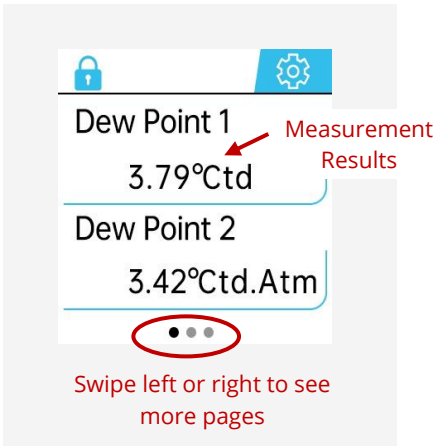 Dew Point 1
Measurement
Results
3.79°Ctd
Dew Point 2
3.42°Ctd.Atm
Swipe left or right to see
more pages